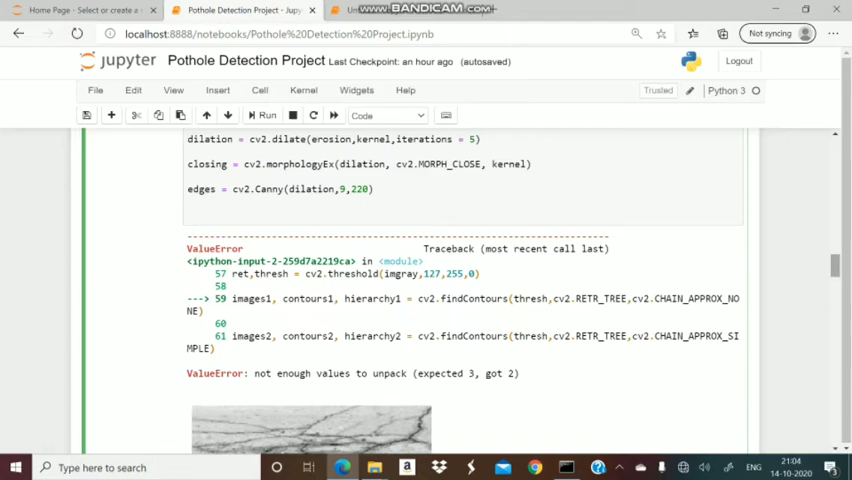 Home Page - Select or create a
Pothole Detection Project - Jupy
www.BANDICAM.com
localhost:8888/notebooks/Pothole%20Detection%20Project.ipynb
Not syncing
jupyter Pothole Detection Project Last Checkpoint: an hour ago (autosaved)
Logout
File Edit View Insert Cell Kernel Widgets Help
Trusted Python 3
Run Code
dilation = cv2.dilate(erosion,kernel,iterations = 5)
closing = cv2.morphologyEx(dilation, cv2.MORPH_CLOSE, kernel)
edges = cv2.Canny(dilation,9,220)
---------------------------------------------------------------------------
ValueError Traceback (most recent call last)
<ipython-input-2-259d7a2219ca> in <module>
57 ret,thresh = cv2.threshold(imgray,127,255,0)
58
---> 59 images1, contours1, hierarchy1 = cv2.findContours(thresh,cv2.RETR_TREE,cv2.CHAIN_APPROX_NO
NE)
60
61 images2, contours2, hierarchy2 = cv2.findContours(thresh,cv2.RETR_TREE,cv2.CHAIN_APPROX_SI
MPLE)
ValueError: not enough values to unpack (expected 3, got 2)
Type here to search
ENG
21:04
14-10-2020